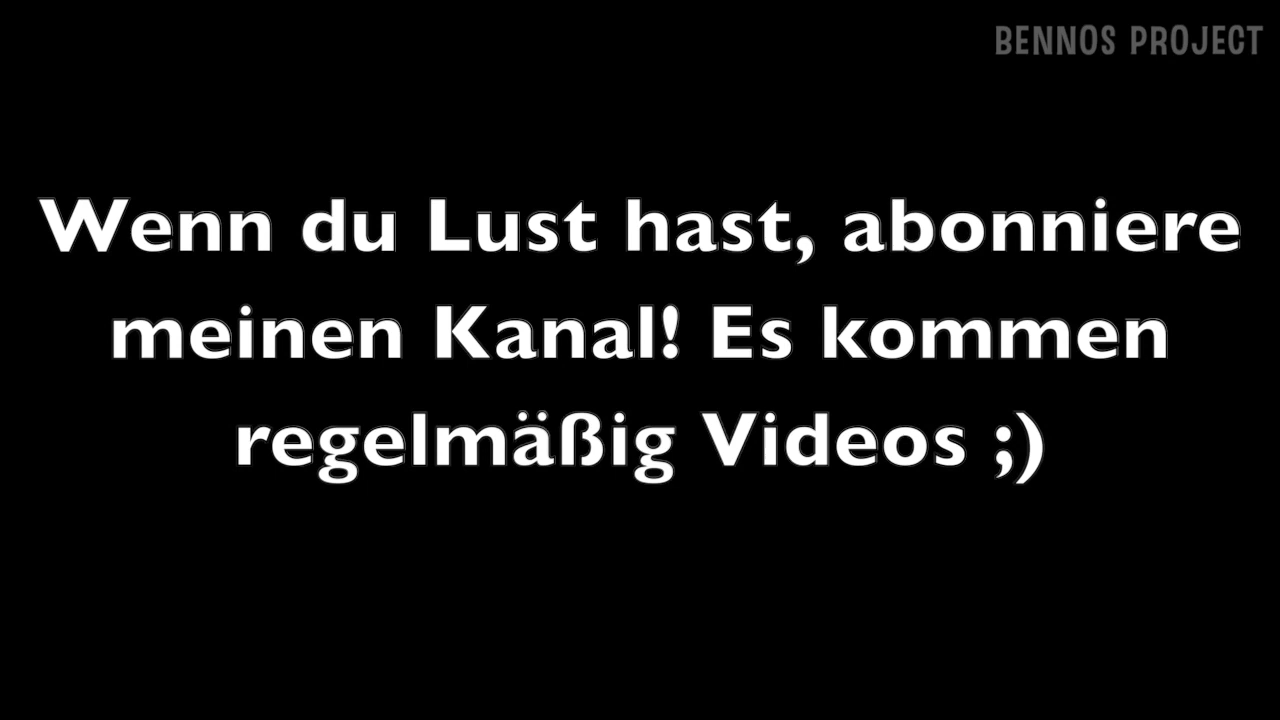 BENNOS PROJECT
Wenn du Lust hast, abonniere
meinen Kanal! Es kommen
regelmäßig Videos ;)